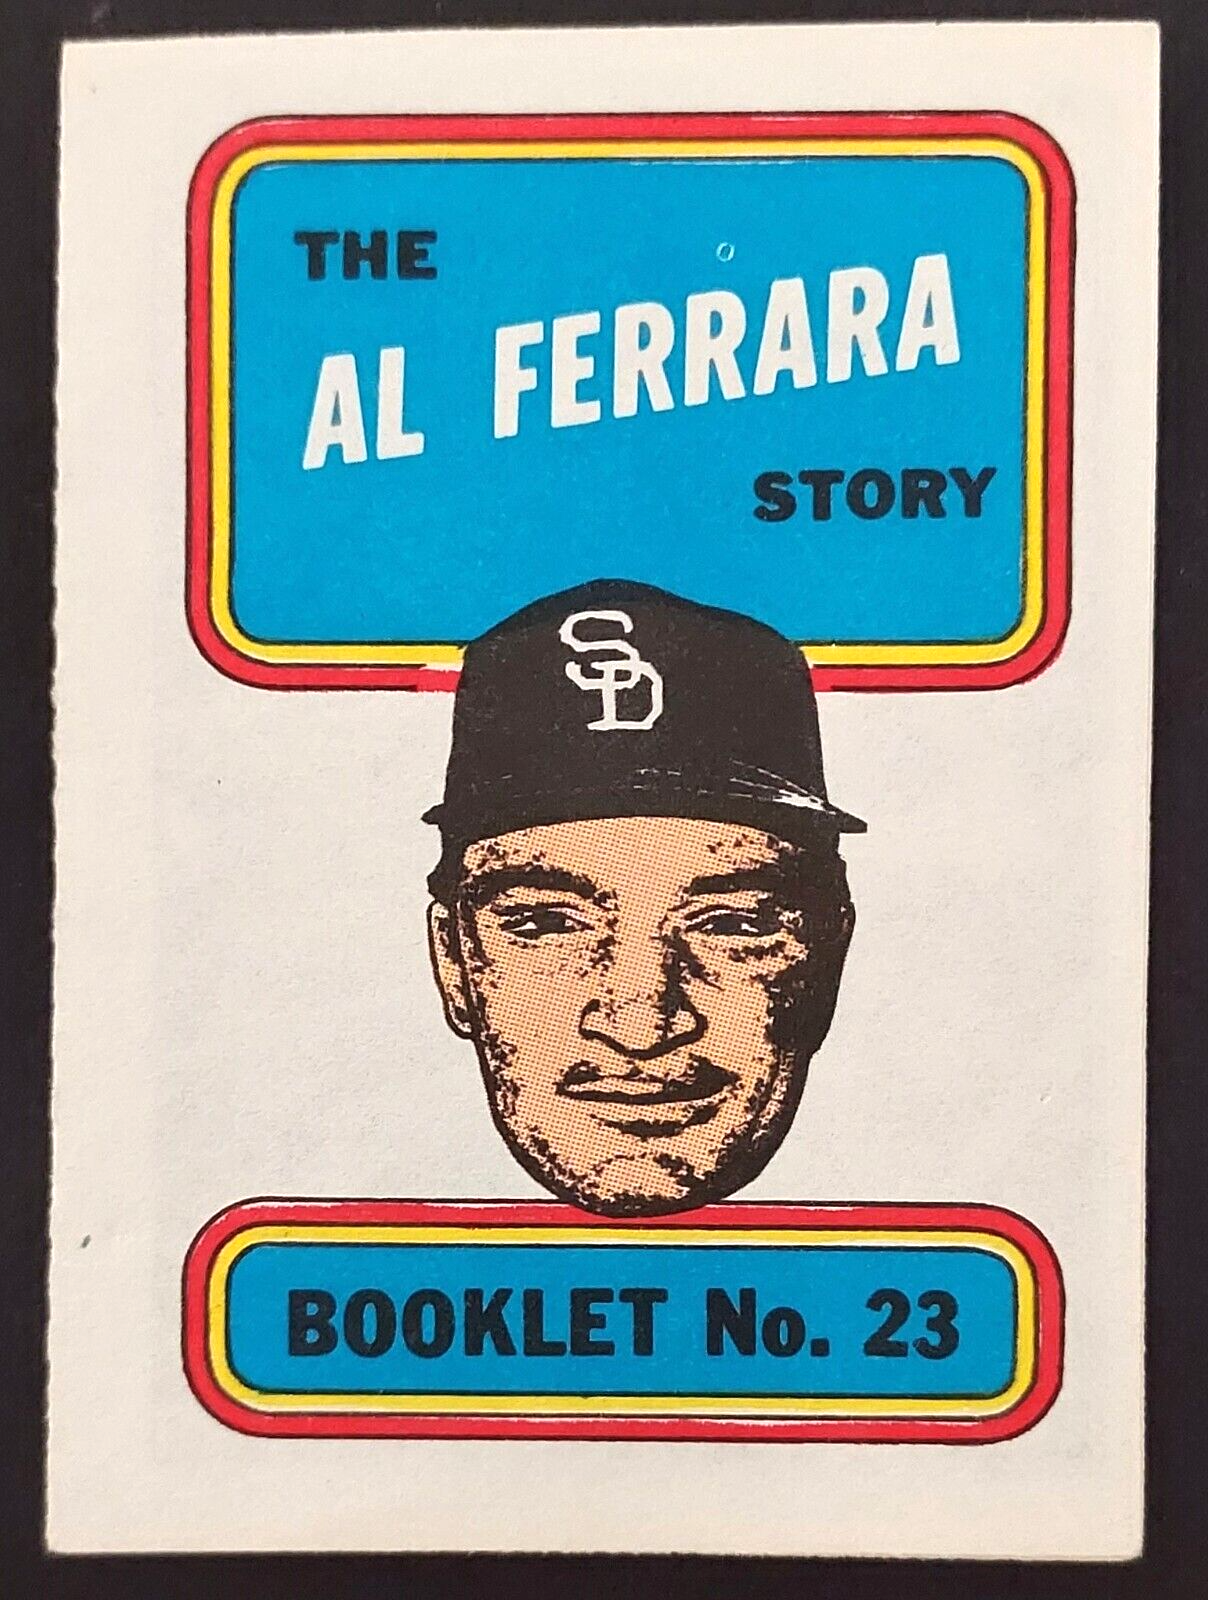 THE
AL FERRARA
STORY
SD
BOOKLET No. 23